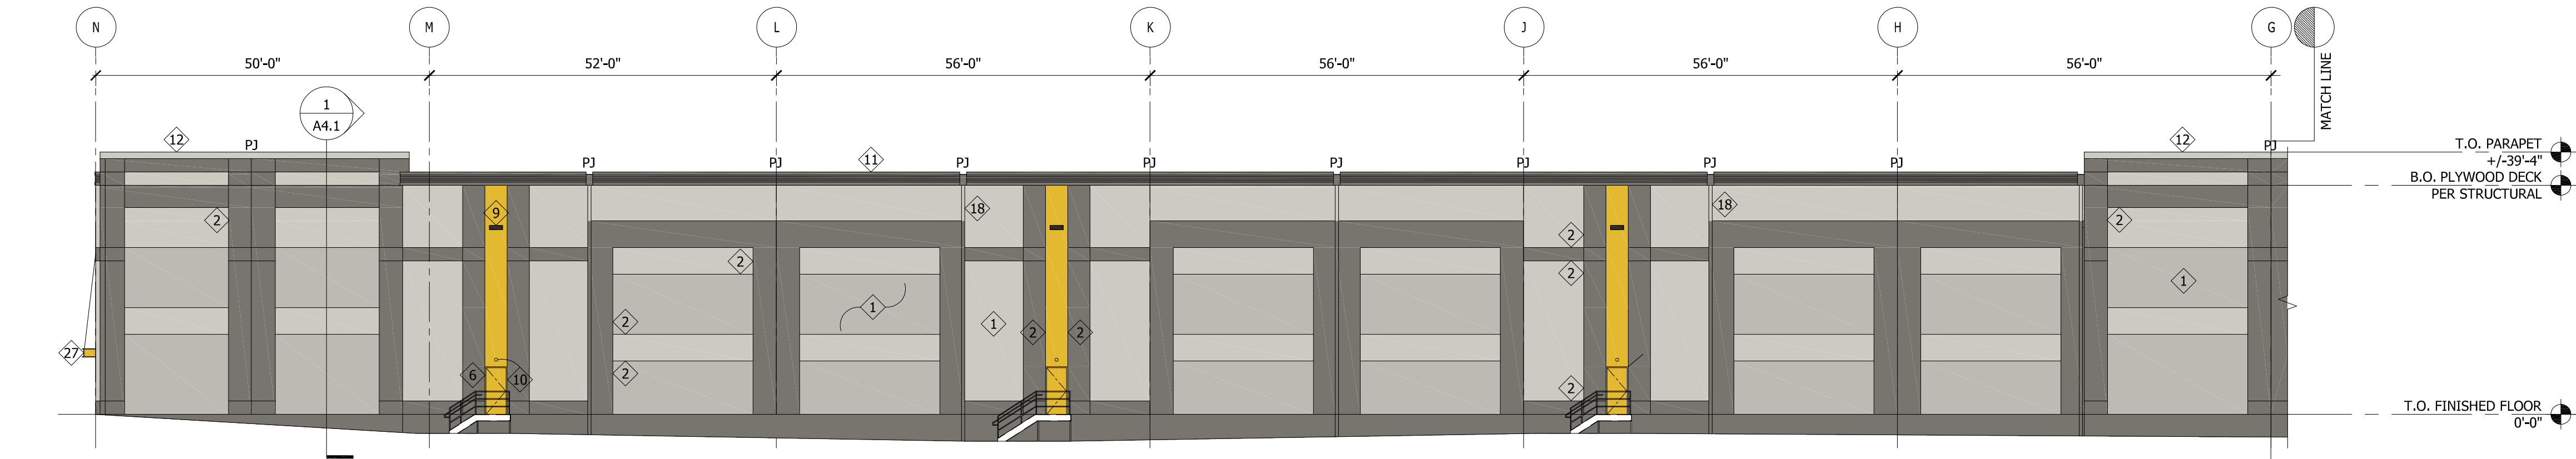 N M L K J H G
50'-0" 52'-0" 56'-0" 56'-0" 56'-0" 56'-0"
MATCH LINE
1
A4.1
12 PJ 12 PJ
PJ PJ 11 PJ PJ PJ PJ PJ PJ
T.O. PARAPET
+/-39'-4"
B.O. PLYWOOD DECK
PER STRUCTURAL
2 9 18 18 2
2 2
2 1
1
2 1 2 2
27
6 10 2 2
T.O. FINISHED FLOOR
0'-0"